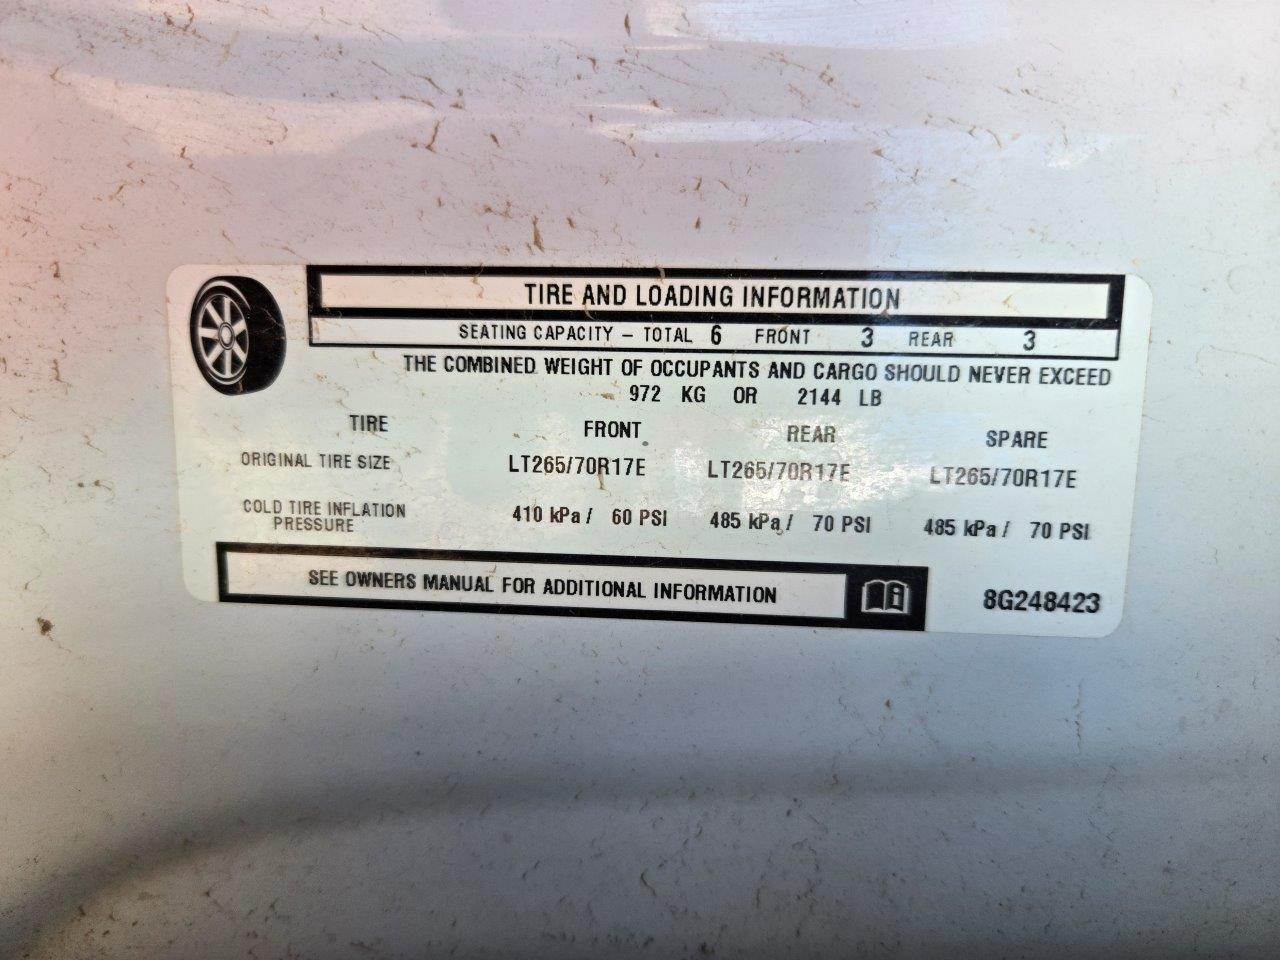 TIRE AND LOADING INFORMATION
SEATING CAPACITY – TOTAL 6 FRONT 3 REAR 3
THE COMBINED WEIGHT OF OCCUPANTS AND CARGO SHOULD NEVER EXCEED
972 KG OR 2144 LB
TIRE FRONT REAR SPARE
ORIGINAL TIRE SIZE LT265/70R17E LT265/70R17E LT265/70R17E
COLD TIRE INFLATION
PRESSURE 410 kPa / 60 PSI 485 kPa / 70 PSI 485 kPa / 70 PSI
SEE OWNERS MANUAL FOR ADDITIONAL INFORMATION
8G248423